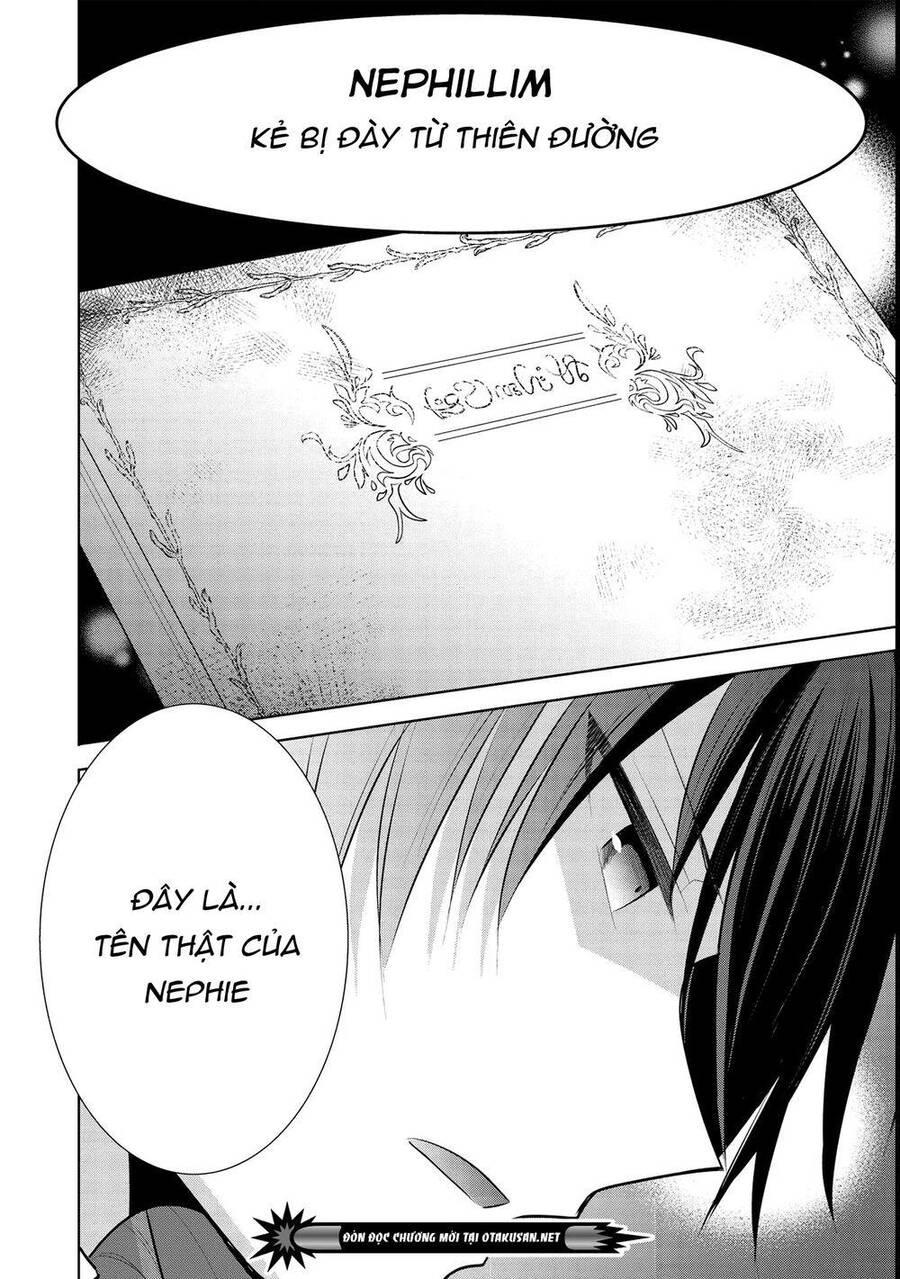 NEPHILLIM
KẺ BỊ ĐÀY TỪ THIÊN ĐƯỜNG
ĐÂY LÀ...
TÊN THẬT CỦA
NEPHIE
ĐÓN ĐỌC CHƯƠNG MỚI TẠI OTAKUSAN.NET